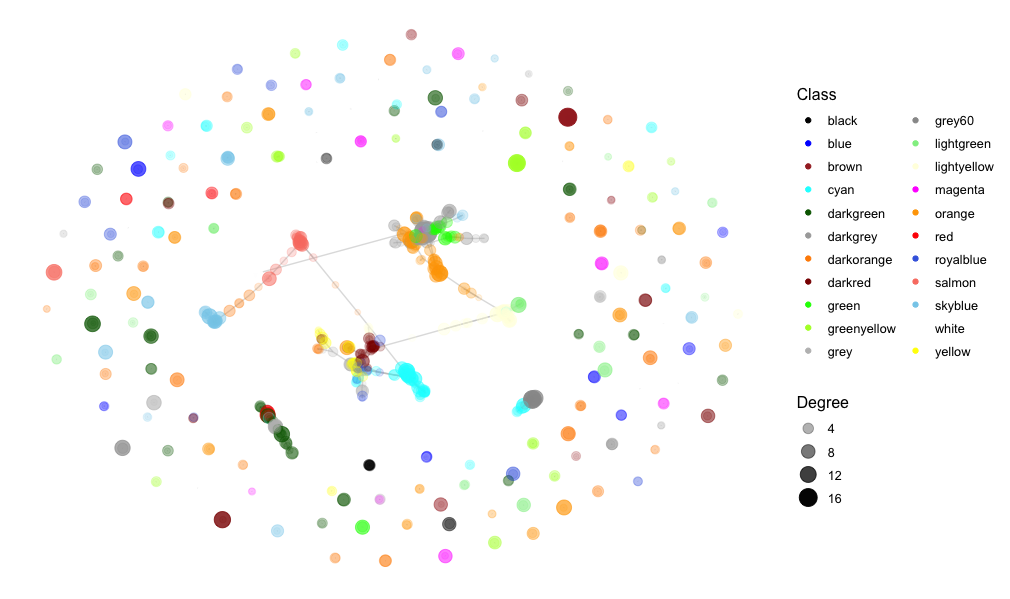 Class
black
blue
brown
cyan
darkgreen
darkgrey
darkorange
darkred
green
greenyellow
grey
grey60
lightgreen
lightyellow
magenta
orange
red
royalblue
salmon
skyblue
white
yellow
Degree
4
8
12
16